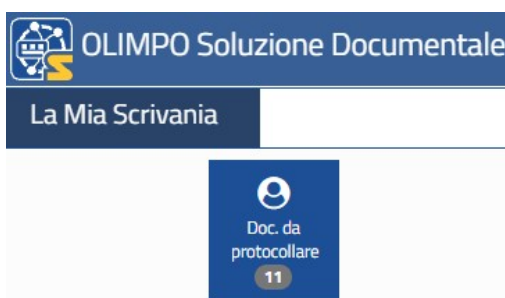 OLIMPO Soluzione Documentale
La Mia Scrivania
Doc. da
protocollare
11